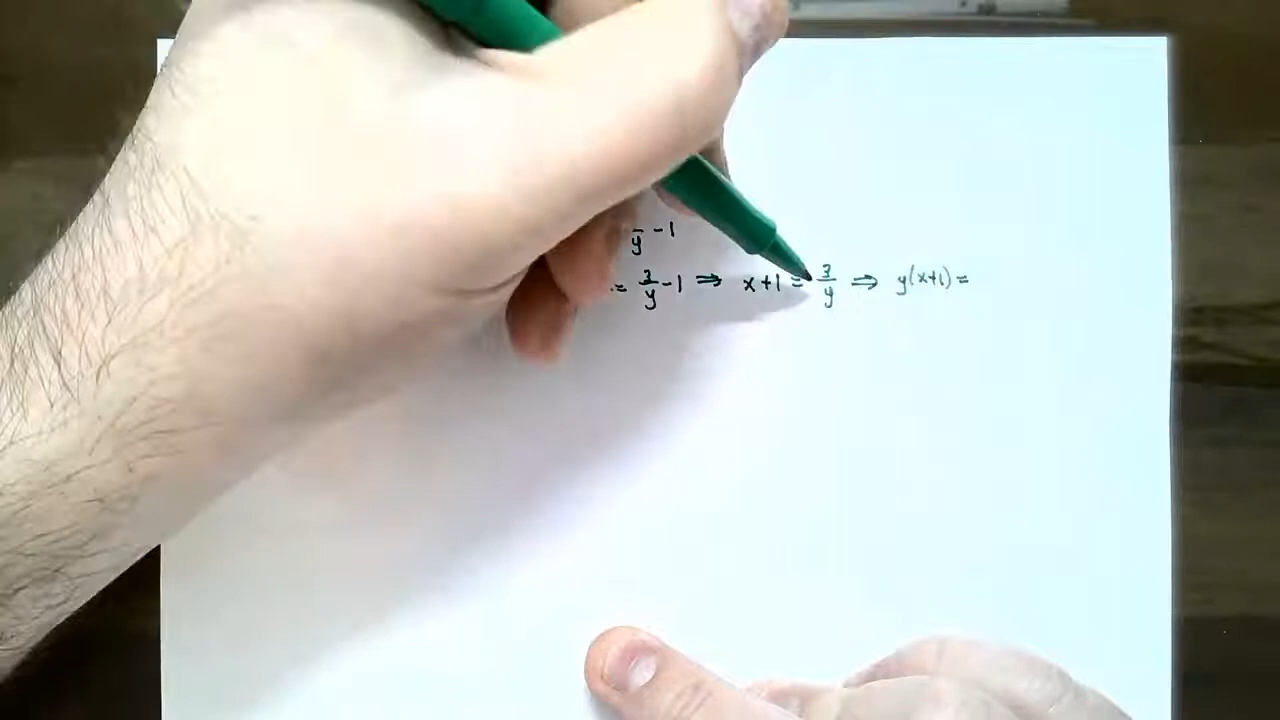 y -1
= 3/y -1 ⇒ x+1 = 3/y ⇒ y(x+1) =